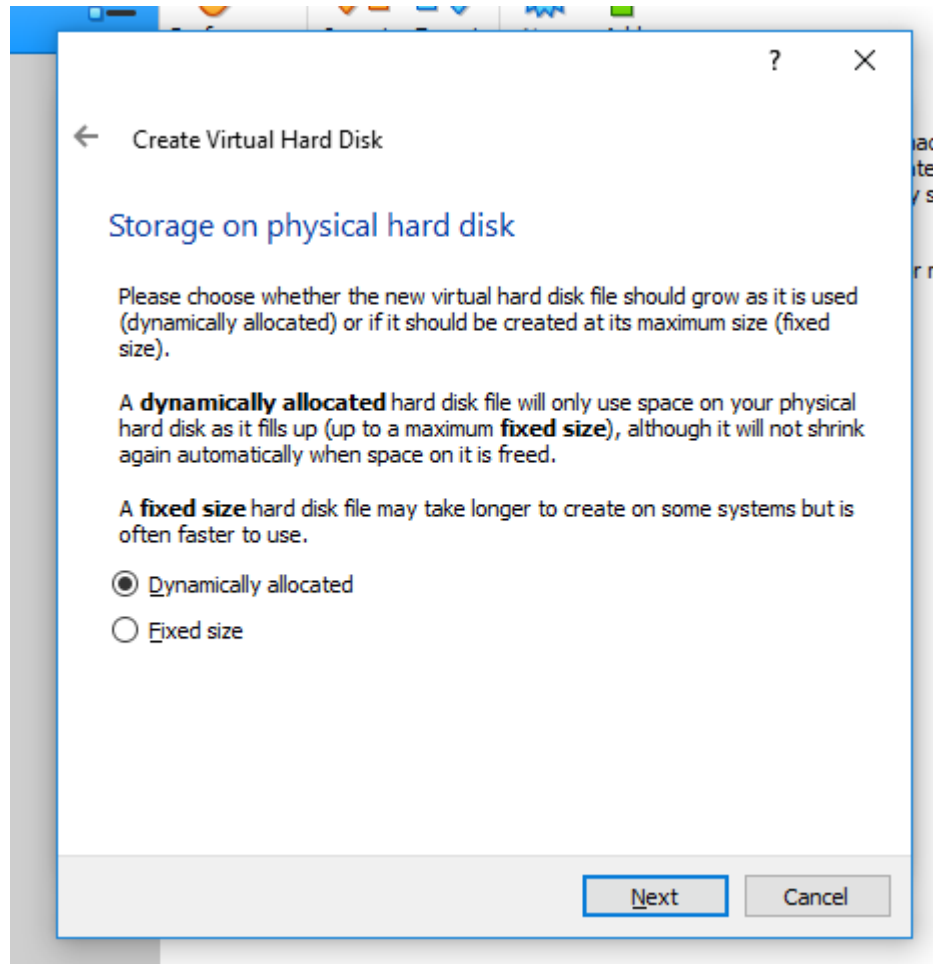 ?
Create Virtual Hard Disk
Storage on physical hard disk
Please choose whether the new virtual hard disk file should grow as it is used
(dynamically allocated) or if it should be created at its maximum size (fixed
size).
A dynamically allocated hard disk file will only use space on your physical
hard disk as it fills up (up to a maximum fixed size), although it will not shrink
again automatically when space on it is freed.
A fixed size hard disk file may take longer to create on some systems but is
often faster to use.
Dynamically allocated
Fixed size
Next Cancel